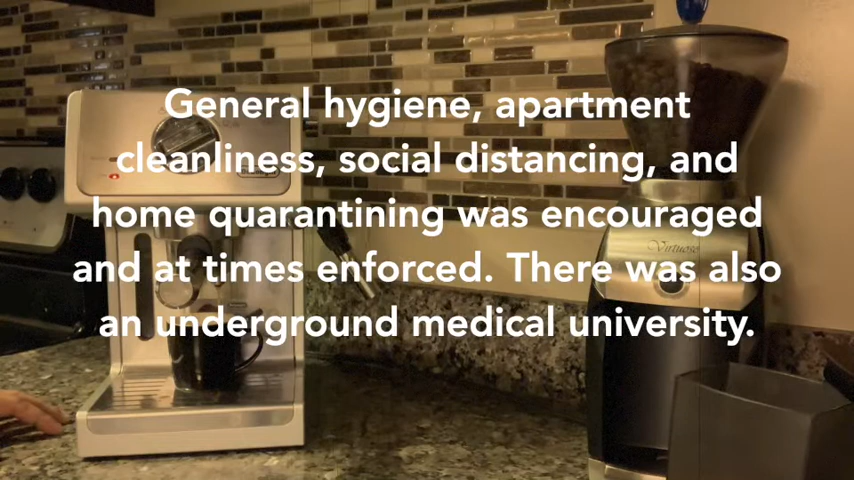 General hygiene, apartment
cleanliness, social distancing, and
home quarantining was encouraged
and at times enforced. There was also
an underground medical university.
Virtuoso